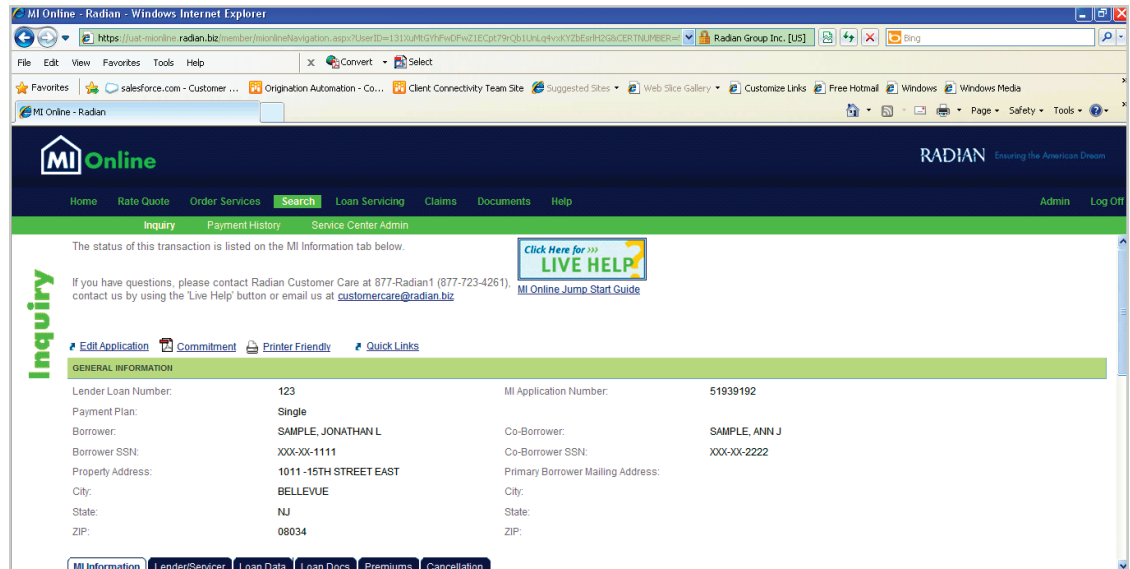 MI Online - Radian - Windows Internet Explorer
https://uat-mionline.radian.biz/member/mionlineNavigation.aspx?UserID= Radian Group Inc. [US] Bing
File Edit View Favorites Tools Help x Convert Select
Favorites salesforce.com - Customer ... Origination Automation - Co... Client Connectivity Team Site Suggested Sites Web Slice Gallery Customize Links Free Hotmail Windows Windows Media
MI Online - Radian Page Safety Tools
MI Online RADIAN Ensuring the American Dream
Home Rate Quote Order Services Search Loan Servicing Claims Documents Help Admin Log Off
Inquiry Payment History Service Center Admin
Inquiry
The status of this transaction is listed on the MI Information tab below.
Click Here for >>>
LIVE HELP?
If you have questions, please contact Radian Customer Care at 877-Radian1 (877-723-4261),
contact us by using the 'Live Help' button or email us at customercare@radian.biz
MI Online Jump Start Guide
Edit Application Commitment Printer Friendly Quick Links
GENERAL INFORMATION
Lender Loan Number: 123 MI Application Number: 51939192
Payment Plan: Single
Borrower: SAMPLE, JONATHAN L Co-Borrower: SAMPLE, ANN J
Borrower SSN: XXX-XX-1111 Co-Borrower SSN: XXX-XX-2222
Property Address: 1011 -15TH STREET EAST Primary Borrower Mailing Address:
City: BELLEVUE City:
State: NJ State:
ZIP: 08034 ZIP:
MI Information Lender/Servicer Loan Data Loan Docs Premiums Cancellation